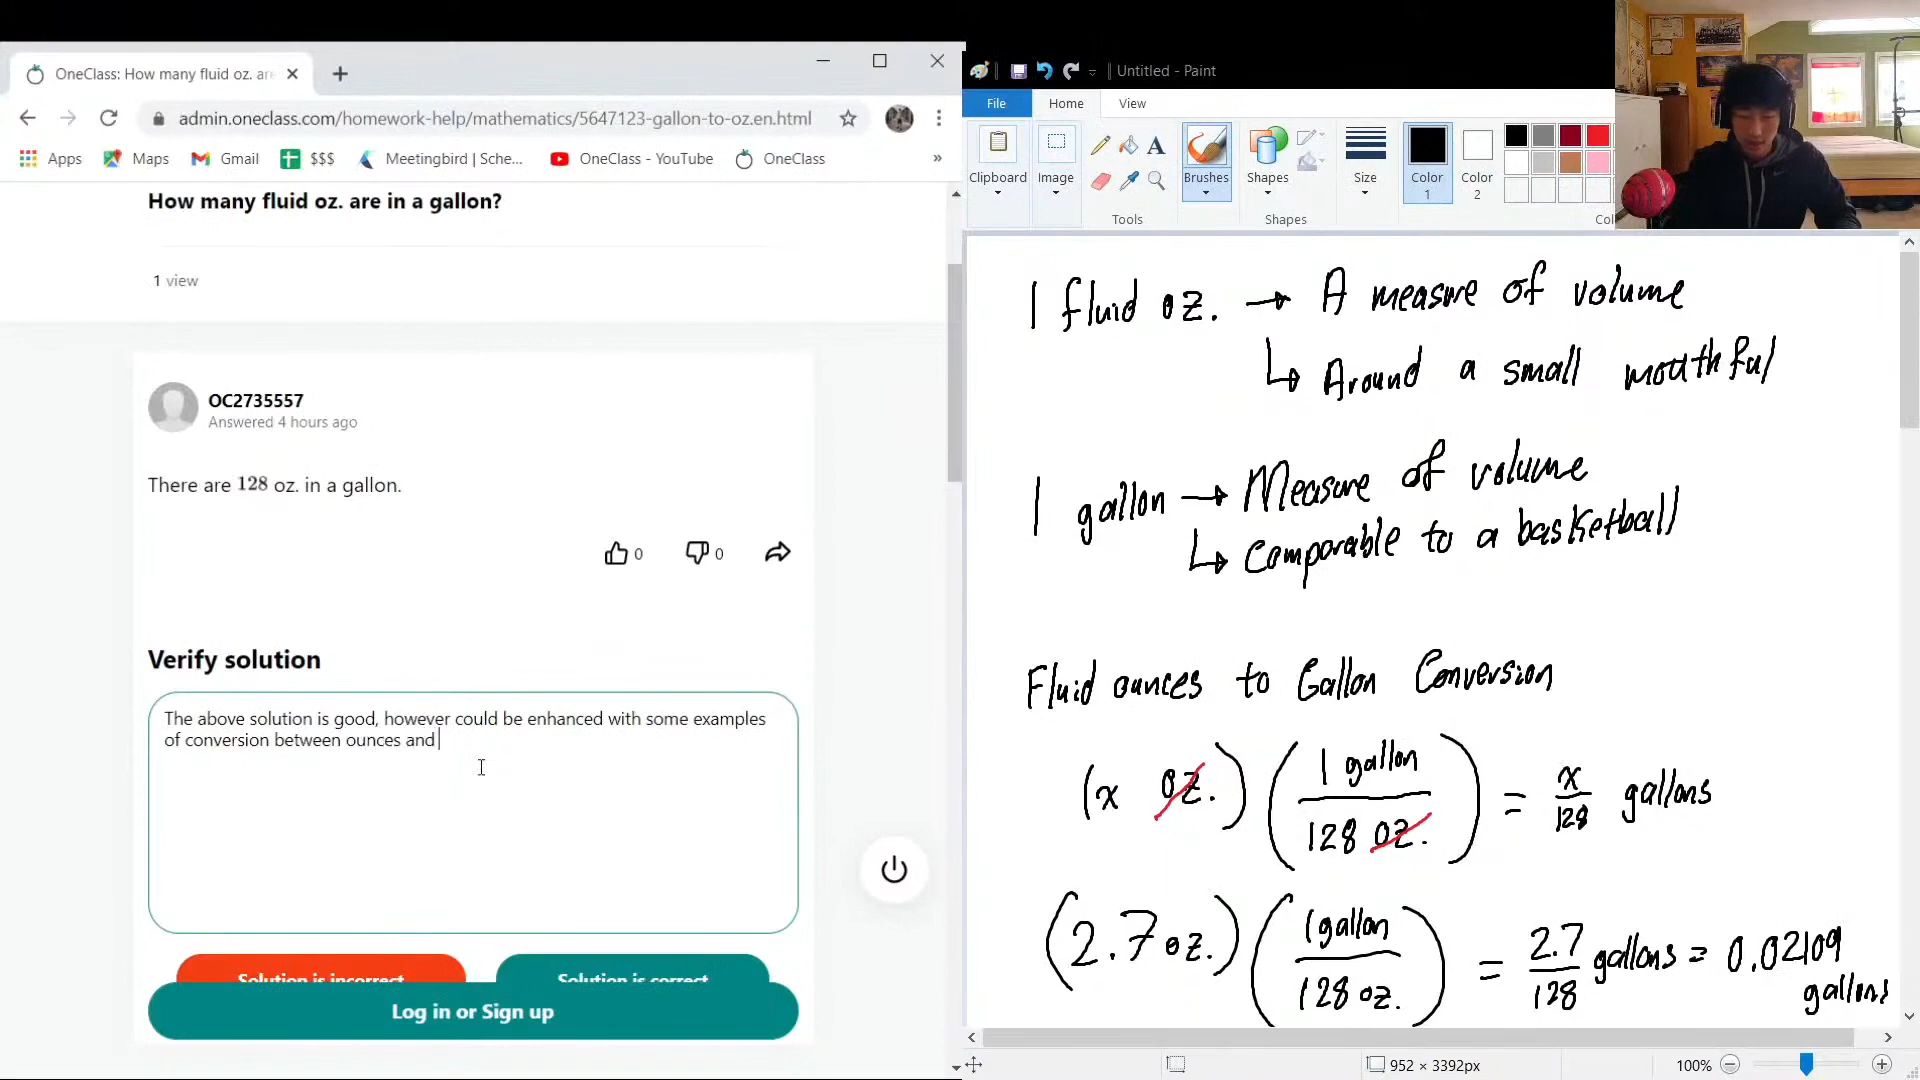 OneClass: How many fluid oz. are
admin.oneclass.com/homework-help/mathematics/5647123-gallon-to-oz.en.html
Apps
Maps
Gmail
$$$
Meetingbird | Sche...
OneClass - YouTube
OneClass
»
How many fluid oz. are in a gallon?
1 view
OC2735557
Answered 4 hours ago
There are 128 oz. in a gallon.
0
0
Verify solution
The above solution is good, however could be enhanced with some examples
of conversion between ounces and
Solution is incorrect
Solution is correct
Log in or Sign up
Untitled - Paint
File
Home
View
Clipboard
Image
Tools
Brushes
Shapes
Shapes
Size
Color
1
Color
2
Col
1 fluid oz. → A measure of volume
↳ Around a small mouthful
1 gallon → Measure of volume
↳ Comparable to a basketball
Fluid ounces to Gallon Conversion
(x oz.) (1 gallon / 128 oz.) = x/128 gallons
(2.7 oz.) (1 gallon / 128 oz.) = 2.7/128 gallons = 0.02109
gallons
952 × 3392px
100%